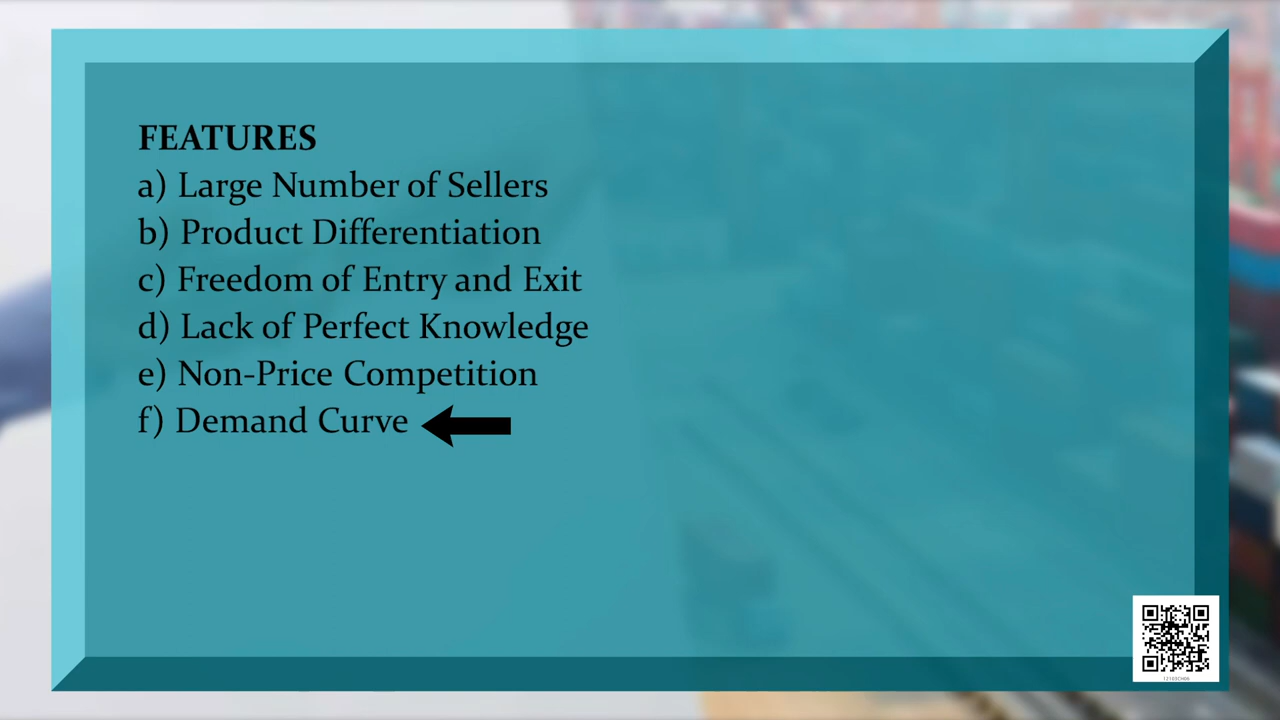 FEATURES
a) Large Number of Sellers
b) Product Differentiation
c) Freedom of Entry and Exit
d) Lack of Perfect Knowledge
e) Non-Price Competition
f) Demand Curve